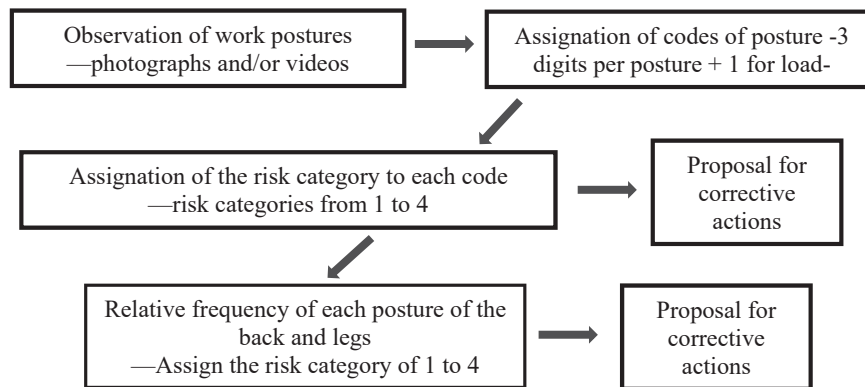 Observation of work postures
—photographs and/or videos
Assignation of codes of posture -3
digits per posture + 1 for load-
Assignation of the risk category to each code
—risk categories from 1 to 4
Proposal for
corrective
actions
Relative frequency of each posture of the
back and legs
—Assign the risk category of 1 to 4
Proposal for
corrective
actions